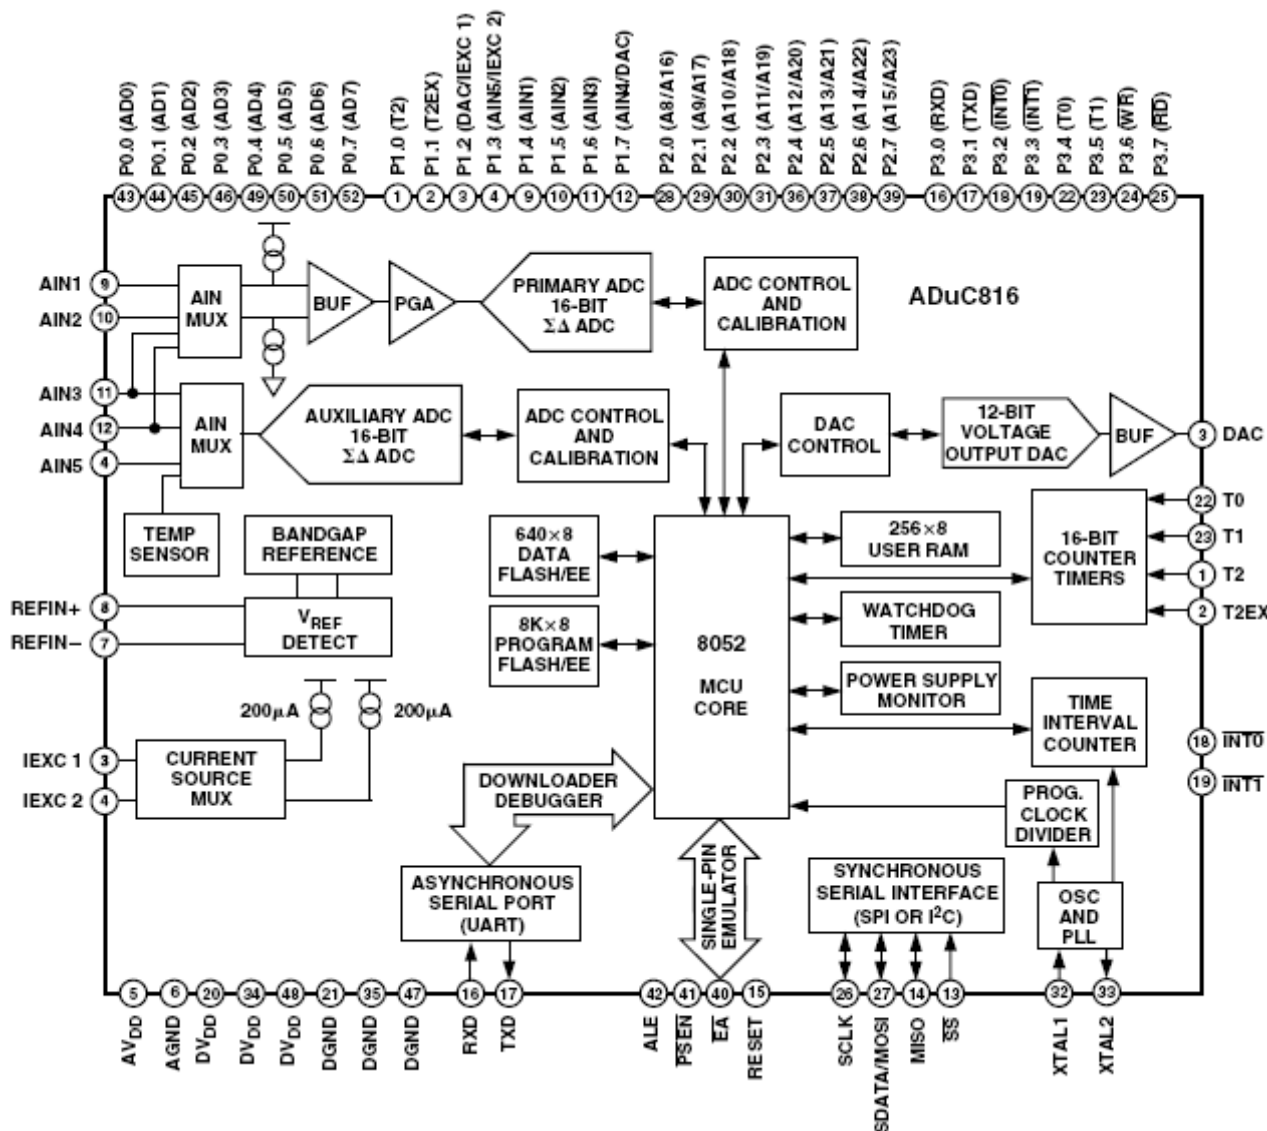 P0.0 (AD0)
P0.1 (AD1)
P0.2 (AD2)
P0.3 (AD3)
P0.4 (AD4)
P0.5 (AD5)
P0.6 (AD6)
P0.7 (AD7)
P1.0 (T2)
P1.1 (T2EX)
P1.2 (DAC/IEXC 1)
P1.3 (AIN5/IEXC 2)
P1.4 (AIN1)
P1.5 (AIN2)
P1.6 (AIN3)
P1.7 (AIN4/DAC)
P2.0 (A8/A16)
P2.1 (A9/A17)
P2.2 (A10/A18)
P2.3 (A11/A19)
P2.4 (A12/A20)
P2.5 (A13/A21)
P2.6 (A14/A22)
P2.7 (A15/A23)
P3.0 (RXD)
P3.1 (TXD)
P3.2 (INT0)
P3.3 (INT1)
P3.4 (T0)
P3.5 (T1)
P3.6 (WR)
P3.7 (RD)
43 44 45 46 49 50 51 52 1 2 3 4 9 10 11 12 28 29 30 31 36 37 38 39 16 17 18 19 22 23 24 25
AIN1 9
AIN2 10
AIN3 11
AIN4 12
AIN5 4
AIN
MUX
BUF
PGA
PRIMARY ADC
16-BIT
ΣΔ ADC
ADC CONTROL
AND
CALIBRATION
ADuC816
AIN
MUX
AUXILIARY ADC
16-BIT
ΣΔ ADC
ADC CONTROL
AND
CALIBRATION
DAC
CONTROL
12-BIT
VOLTAGE
OUTPUT DAC
BUF
3 DAC
TEMP
SENSOR
BANDGAP
REFERENCE
640×8
DATA
FLASH/EE
256×8
USER RAM
16-BIT
COUNTER
TIMERS
22 T0
23 T1
1 T2
2 T2EX
REFIN+ 8
REFIN− 7
VREF
DETECT
8K×8
PROGRAM
FLASH/EE
8052
MCU
CORE
WATCHDOG
TIMER
POWER SUPPLY
MONITOR
TIME
INTERVAL
COUNTER
18 INT0
19 INT1
200μA
200μA
IEXC 1 3
IEXC 2 4
CURRENT
SOURCE
MUX
DOWNLOADER
DEBUGGER
PROG.
CLOCK
DIVIDER
ASYNCHRONOUS
SERIAL PORT
(UART)
SINGLE-PIN
EMULATOR
SYNCHRONOUS
SERIAL INTERFACE
(SPI OR I²C)
OSC
AND
PLL
5 6 20 34 48 21 35 47 16 17 42 41 40 15 26 27 14 13 32 33
AVDD
AGND
DVDD
DVDD
DVDD
DGND
DGND
DGND
RXD
TXD
ALE
PSEN
EA
RESET
SCLK
SDATA/MOSI
MISO
SS
XTAL1
XTAL2